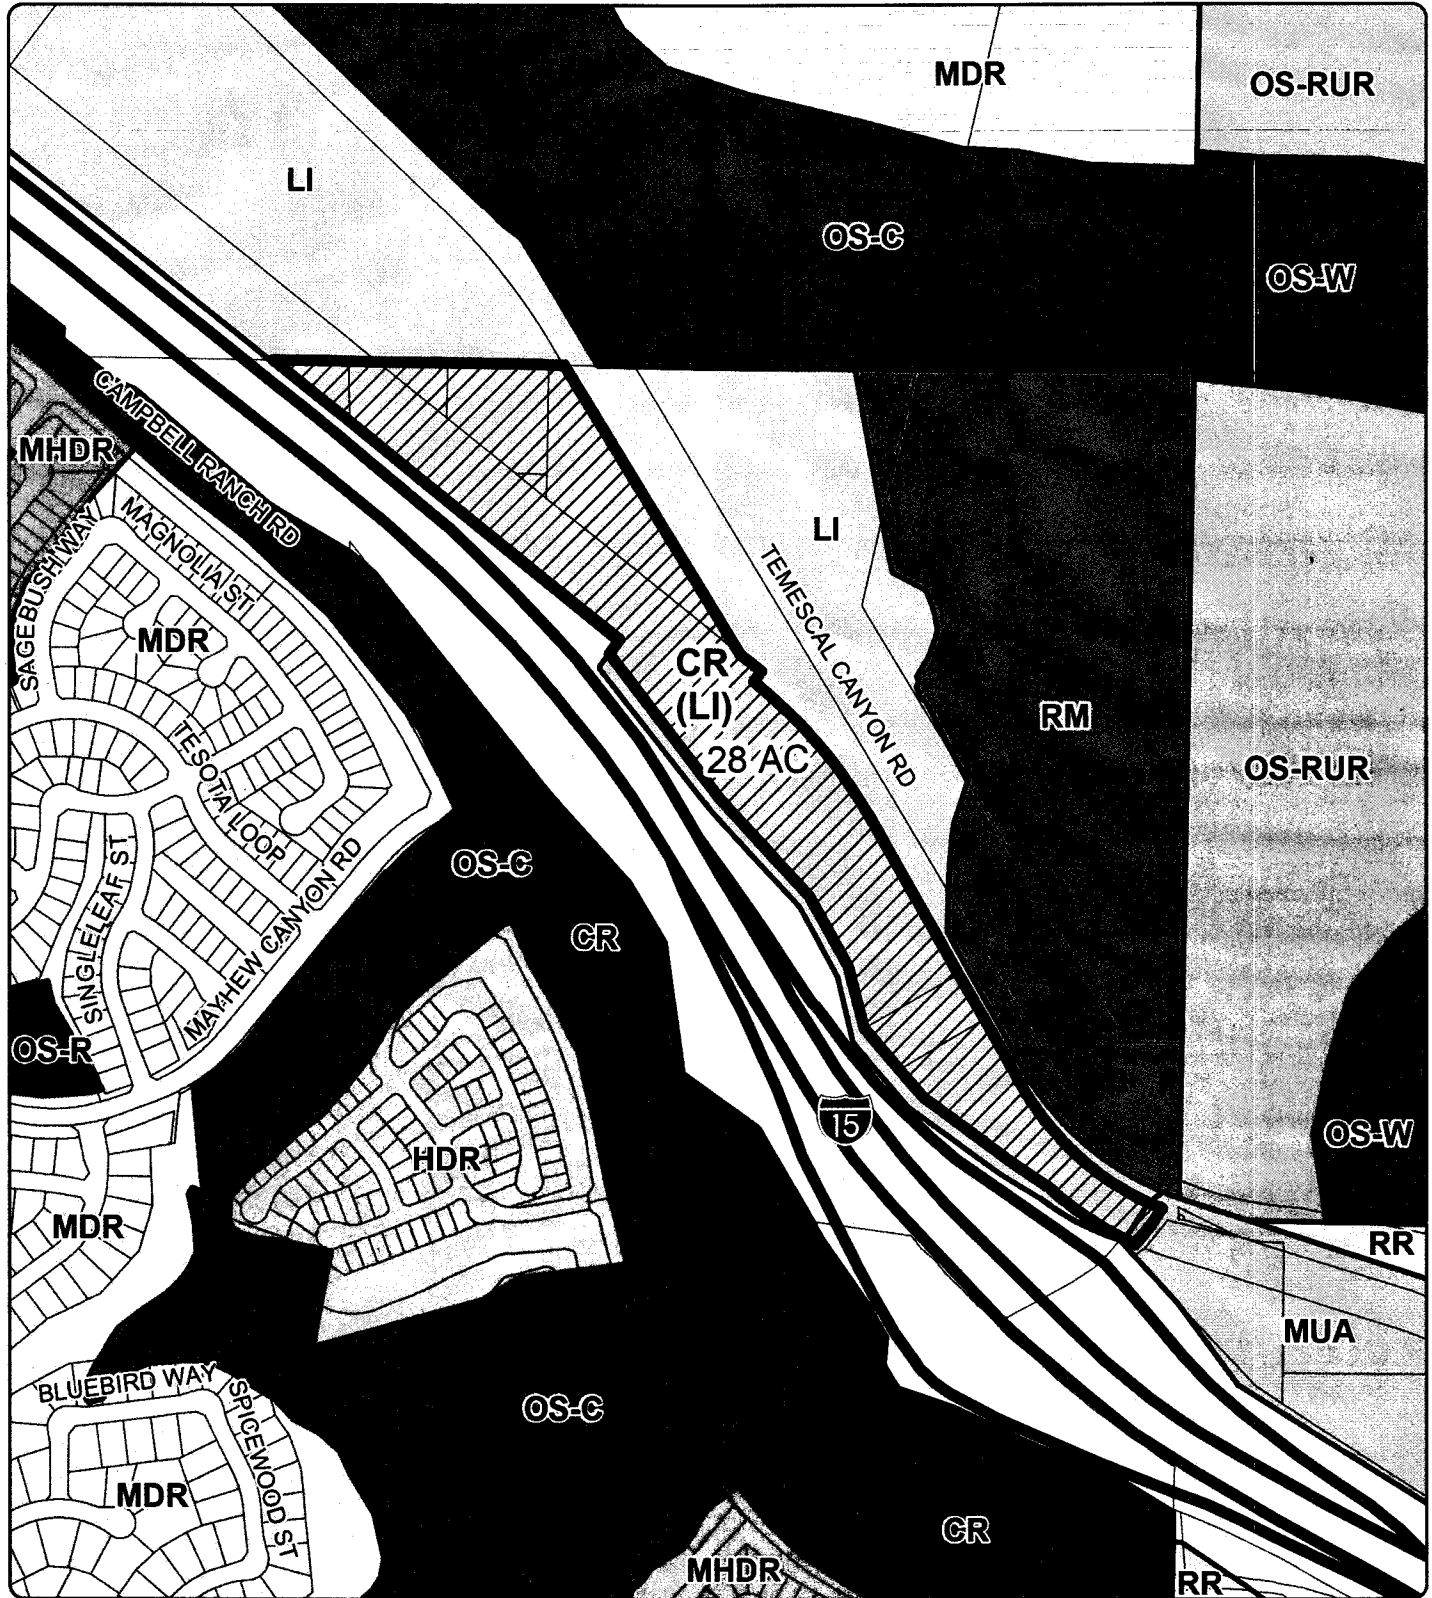 MDR
OS-RUR
LI
OS-C
OS-W
CAMPBELL RANCH RD
MHDR
MAGNOLIA ST
SAGEBUSH WAY
LI
TEMESCAL CANYON RD
MDR
CR
(LI)
28 AC
RM
OS-RUR
TESOTA LOOP
OS-C
SINGLELEAF ST
MAYHEW CANYON RD
CR
OS-R
15
OS-W
HDR
MDR
RR
MUA
BLUEBIRD WAY
SPICEWOOD ST
OS-C
MDR
CR
MHDR
RR